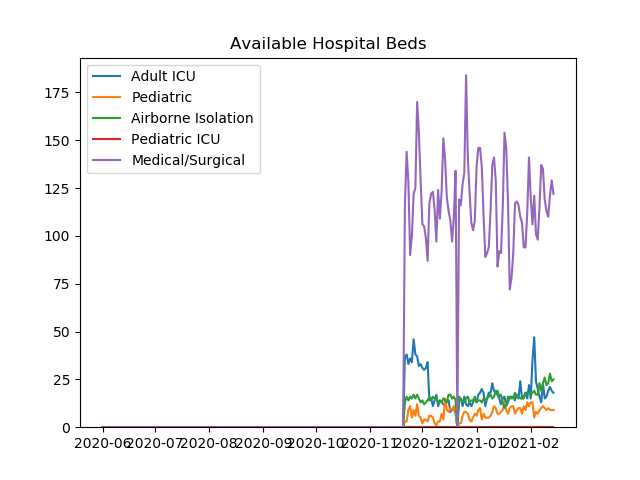 Available Hospital Beds
Adult ICU
Pediatric
Airborne Isolation
Pediatric ICU
Medical/Surgical
175
150
125
100
75
50
25
0
2020-06 2020-07 2020-08 2020-09 2020-10 2020-11 2020-12 2021-01 2021-02